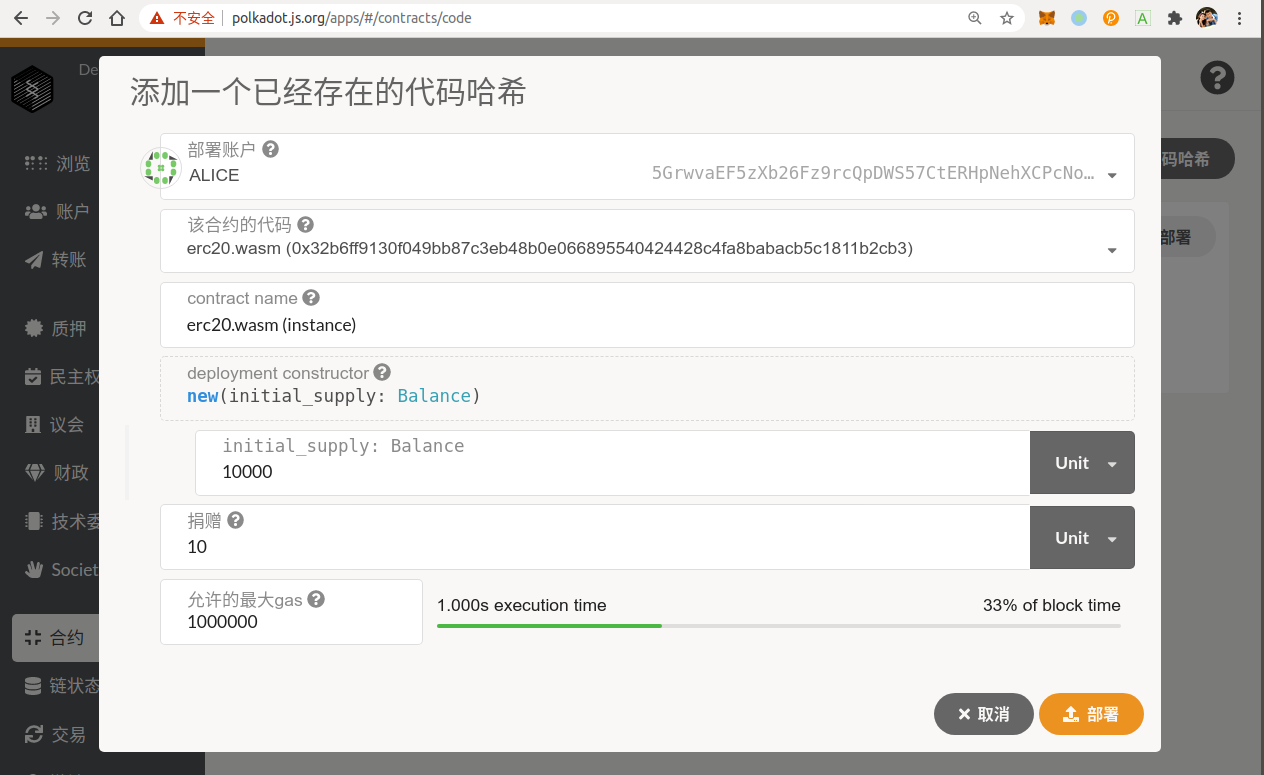 不安全 polkadot.js.org/apps/#/contracts/code
De
添加一个已经存在的代码哈希
部署账户
ALICE 5GrwvaEF5zXb26Fz9rcQpDWS57CtERHpNehXCPcNo…
码哈希
该合约的代码
erc20.wasm (0x32b6ff9130f049bb87c3eb48b0e066895540424428c4fa8babacb5c1811b2cb3)
部署
contract name
erc20.wasm (instance)
deployment constructor
new(initial_supply: Balance)
initial_supply: Balance
10000 Unit
捐赠
10 Unit
允许的最大gas
1000000
1.000s execution time 33% of block time
取消 部署
浏览
账户
转账
质押
民主权
议会
财政
技术委
Societ
合约
链状态
交易